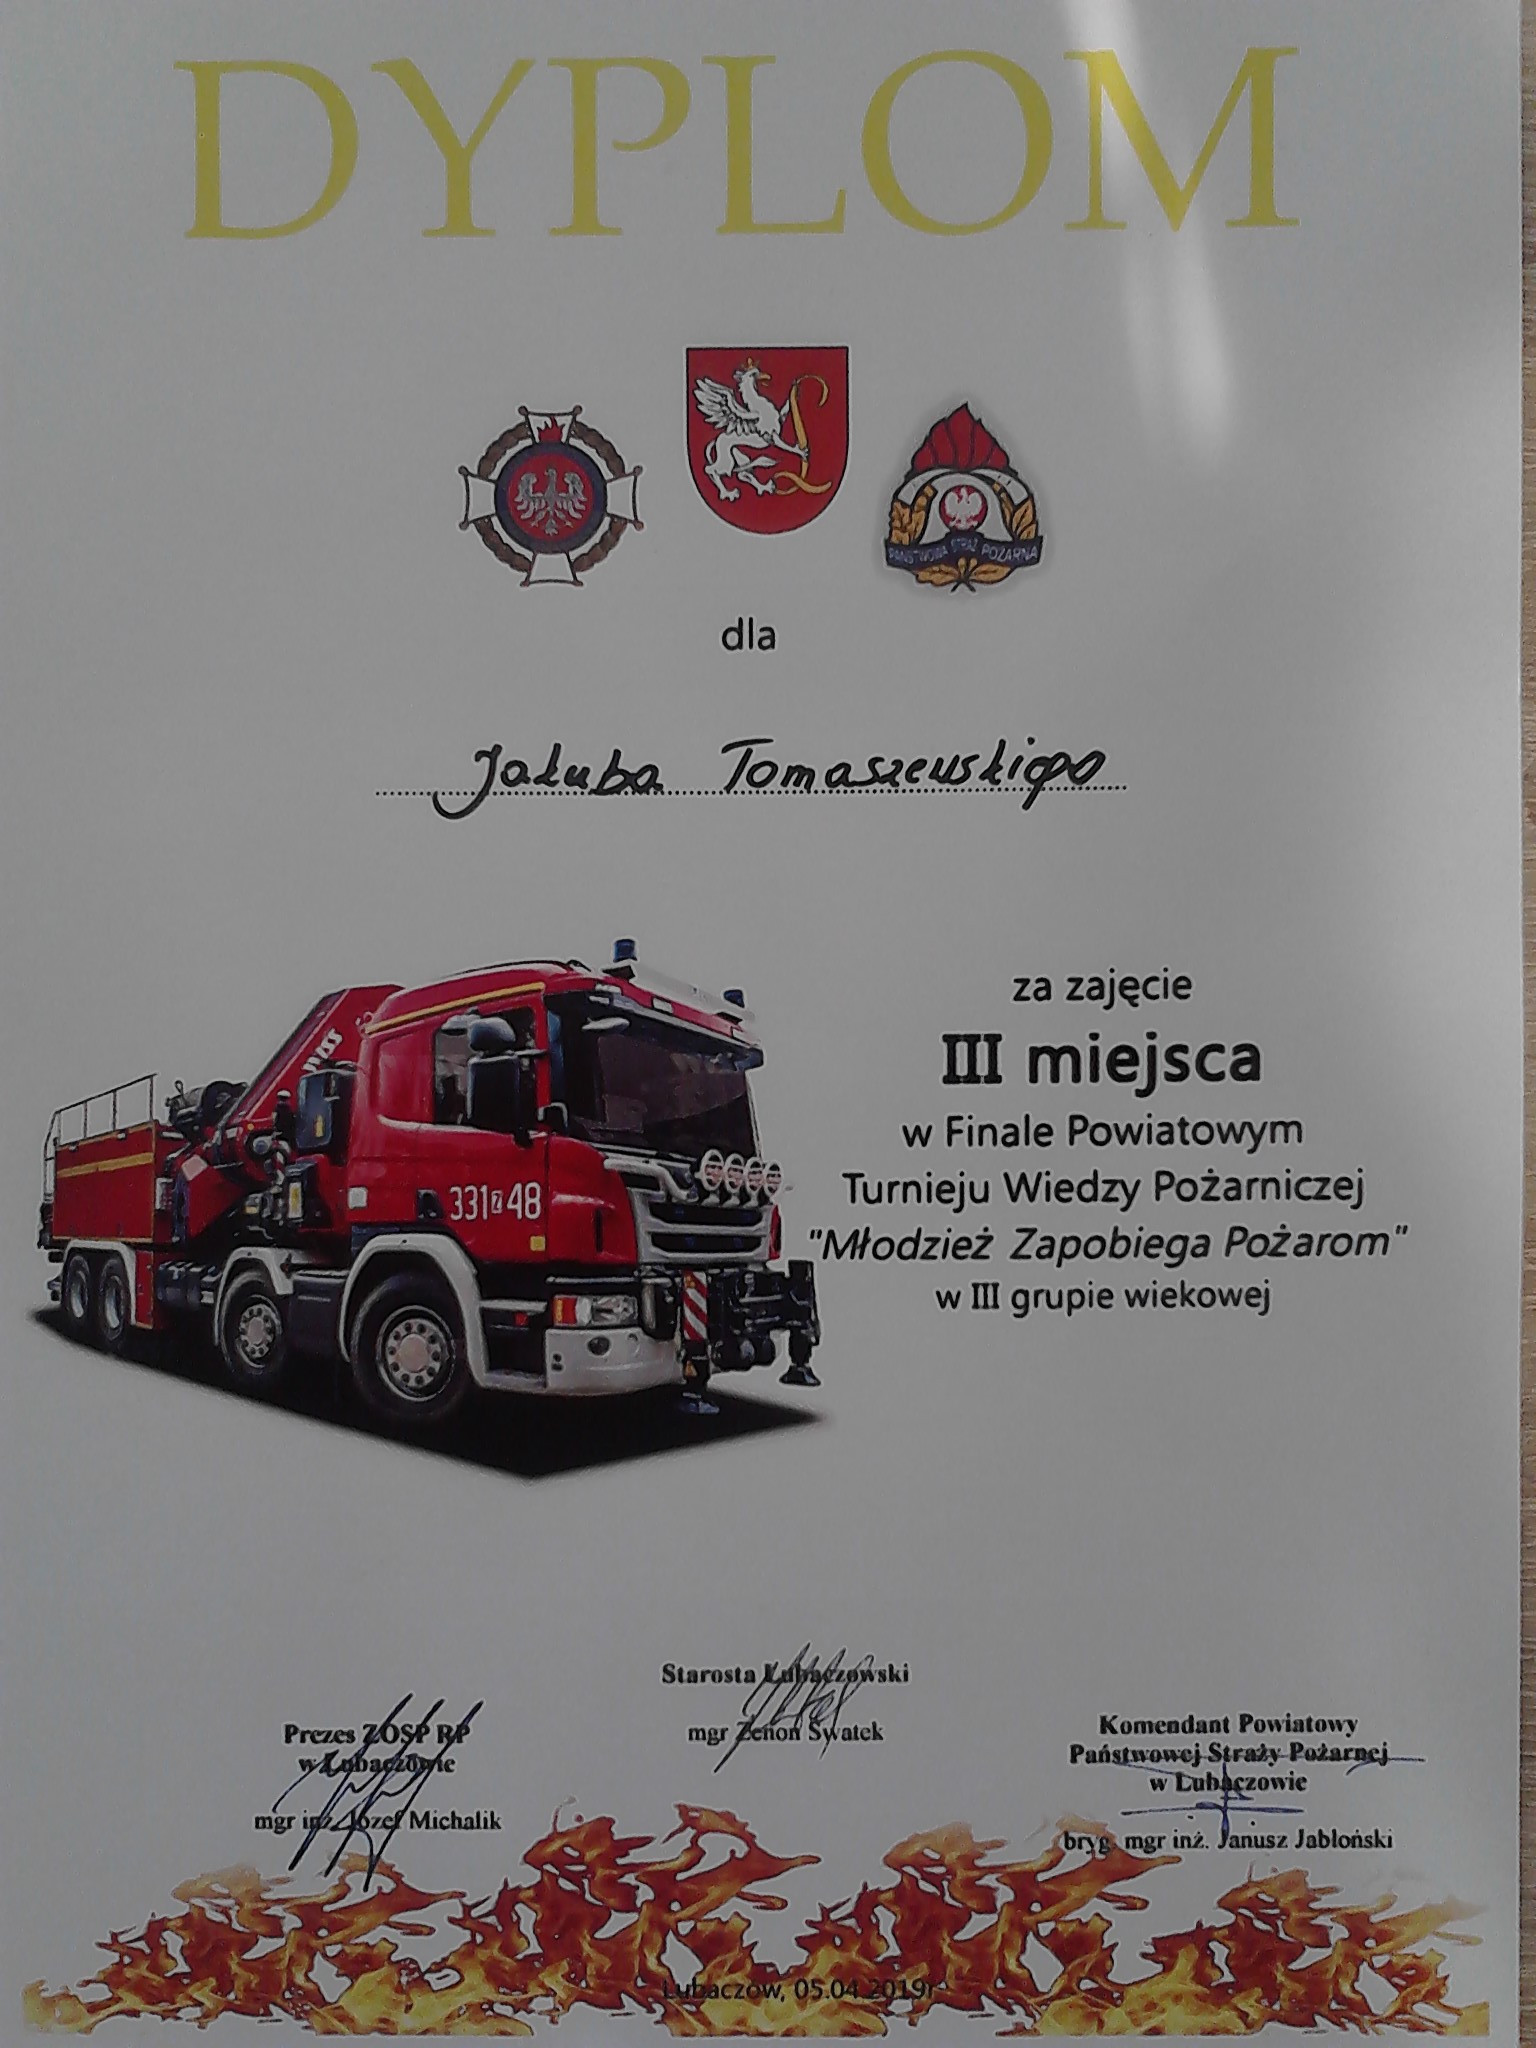 DYPLOM
PAŃSTWOWA STRAŻ POŻARNA
dla
Jakuba Tomaszewskiego
za zajęcie
III miejsca
w Finale Powiatowym
Turnieju Wiedzy Pożarniczej
"Młodzież Zapobiega Pożarom"
w III grupie wiekowej
331 Z 48
Starosta Lubaczowski
mgr Zenon Swatek
Prezes ZOSP RP
w Lubaczowie
mgr inż. Józef Michalik
Komendant Powiatowy
Państwowej Straży Pożarnej
w Lubaczowie
bryg. mgr inż. Janusz Jabłoński
Lubaczów, 05.04.2019r